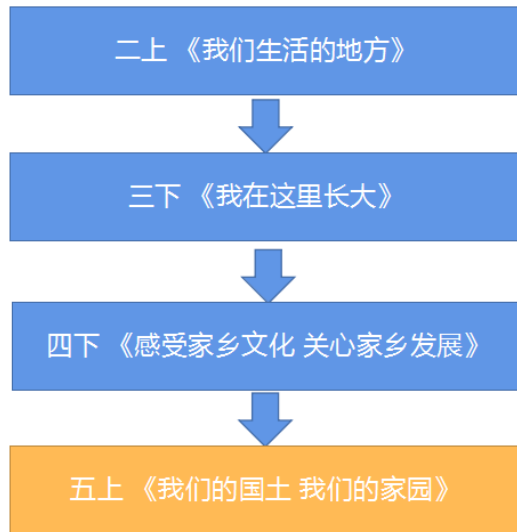 二上 《我们生活的地方》
三下 《我在这里长大》
四下 《感受家乡文化 关心家乡发展》
五上 《我们的国土 我们的家园》